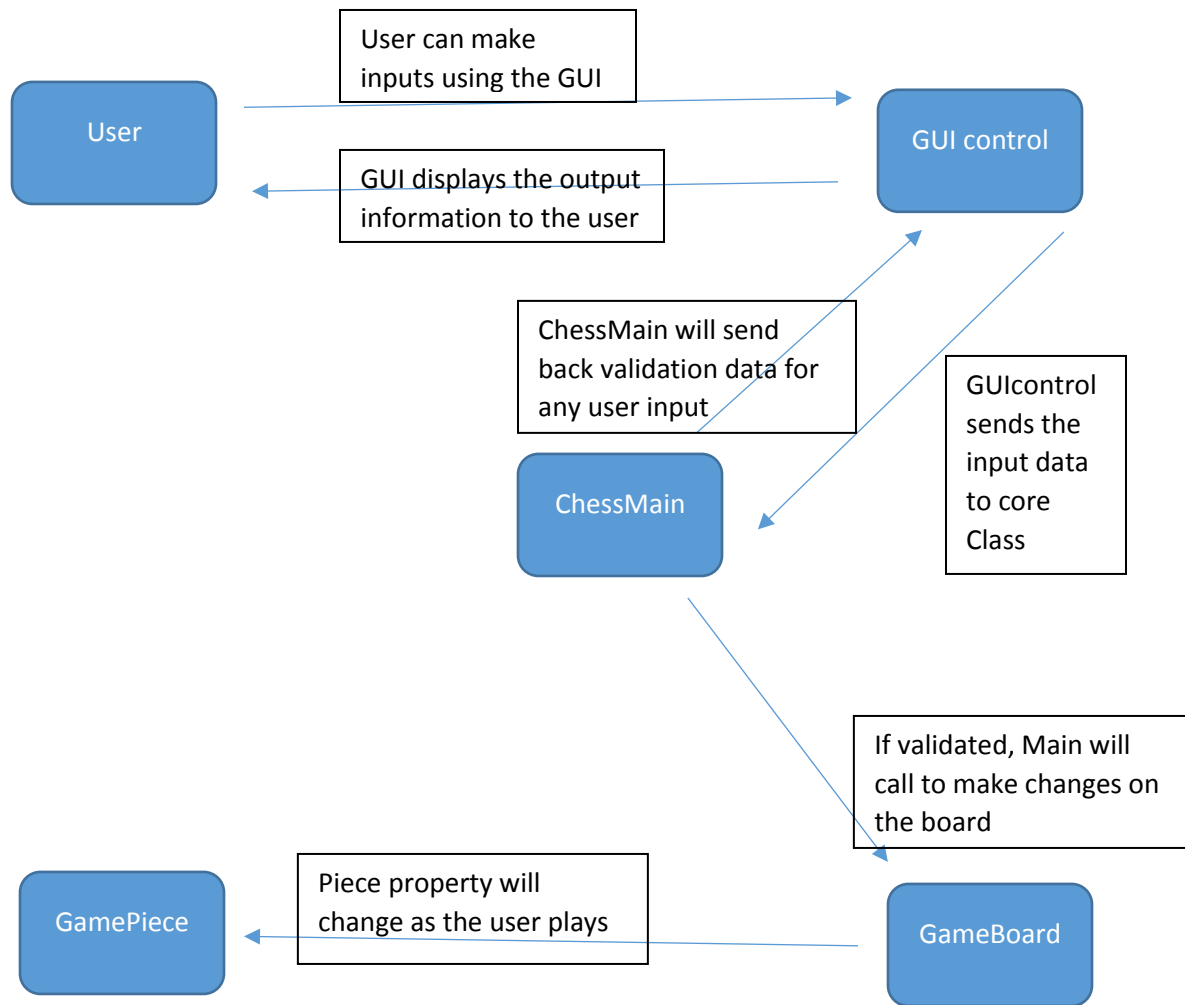 User can make
inputs using the GUI
User
GUI control
GUI displays the output
information to the user
ChessMain will send
back validation data for
any user input
GUIcontrol
sends the
input data
to core
Class
ChessMain
If validated, Main will
call to make changes on
the board
Piece property will
change as the user plays
GamePiece
GameBoard